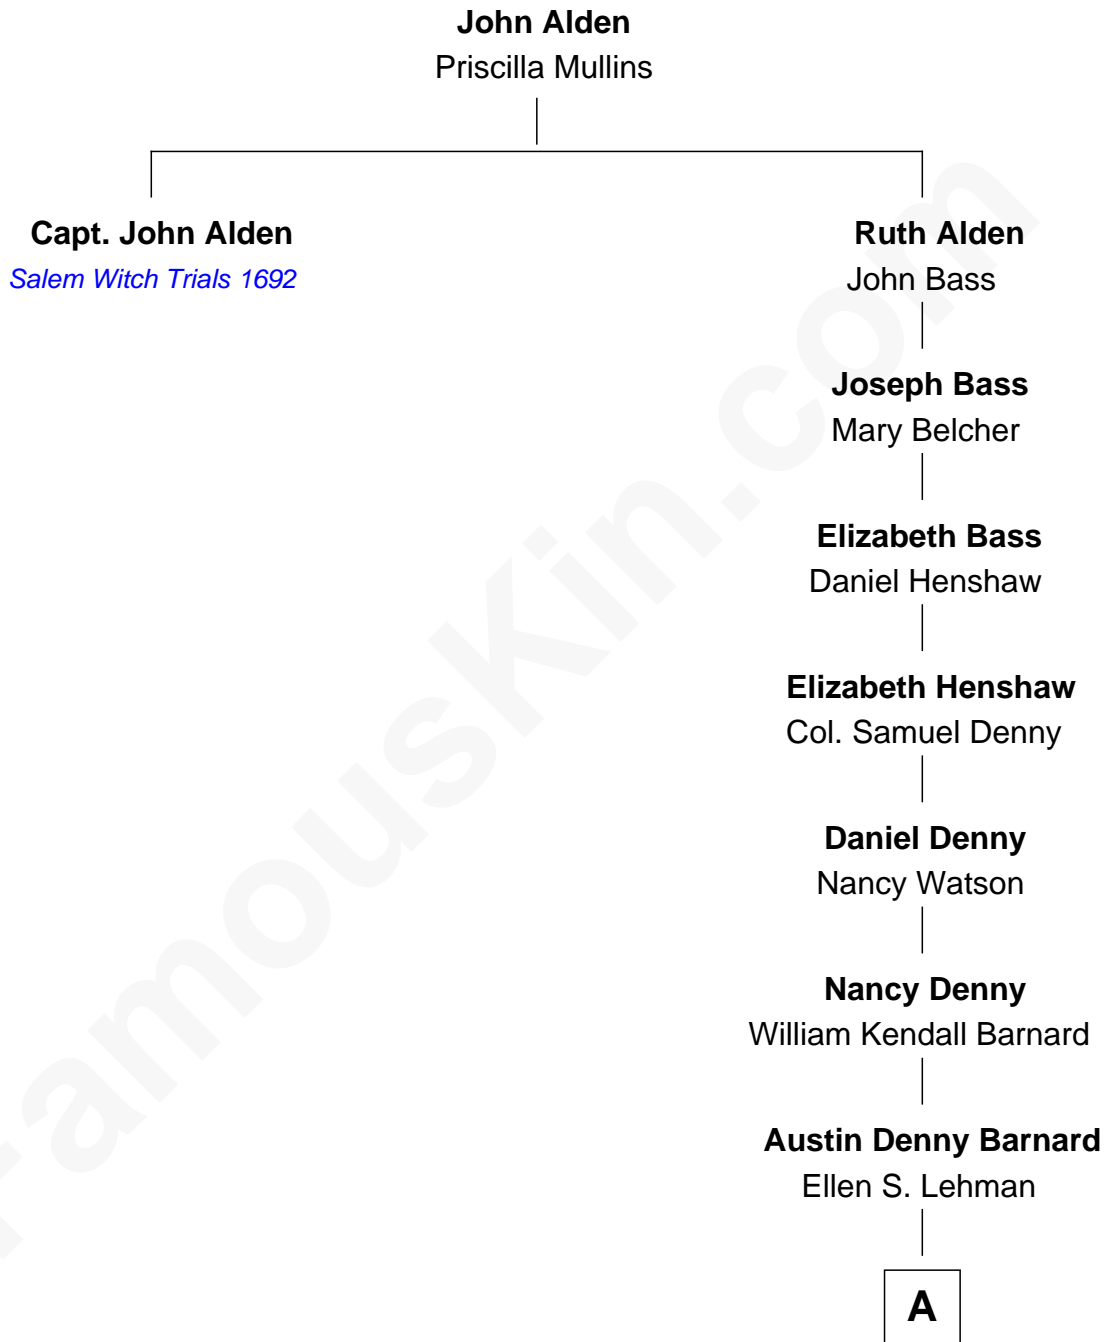 John Alden
Priscilla Mullins
Capt. John Alden
Salem Witch Trials 1692
Ruth Alden
John Bass
Joseph Bass
Mary Belcher
Elizabeth Bass
Daniel Henshaw
Elizabeth Henshaw
Col. Samuel Denny
Daniel Denny
Nancy Watson
Nancy Denny
William Kendall Barnard
Austin Denny Barnard
Ellen S. Lehman
A
FamousKin.com